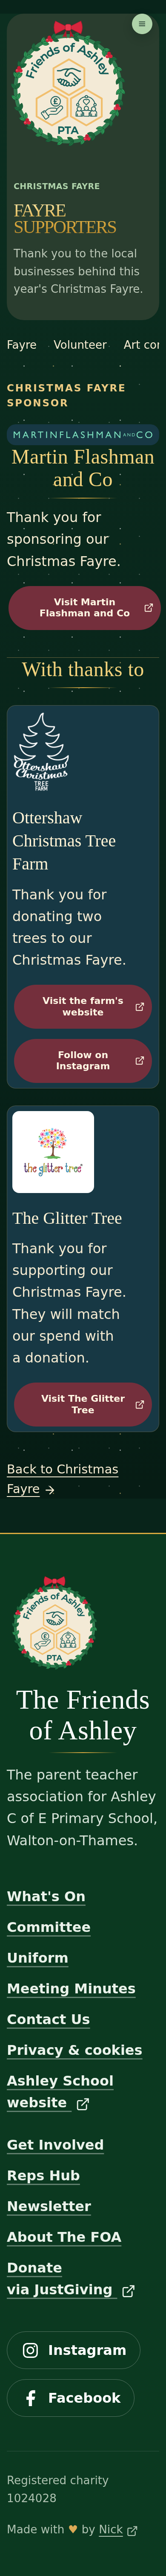 Friends of Ashley
£
PTA
CHRISTMAS FAYRE
FAYRE
SUPPORTERS
Thank you to the local
businesses behind this
year's Christmas Fayre.
Fayre Volunteer Art cor
CHRISTMAS FAYRE
SPONSOR
MARTINFLASHMANANDCO
Martin Flashman
and Co
Thank you for
sponsoring our
Christmas Fayre.
Visit Martin
Flashman and Co
With thanks to
Ottershaw
Christmas
TREE
FARM
Ottershaw
Christmas Tree
Farm
Thank you for
donating two
trees to our
Christmas Fayre.
Visit the farm's
website
Follow on
Instagram
the glitter tree
The Glitter Tree
Thank you for
supporting our
Christmas Fayre.
They will match
our spend with
a donation.
Visit The Glitter
Tree
Back to Christmas
Fayre →
Friends of Ashley
£
PTA
The Friends
of Ashley
The parent teacher
association for Ashley
C of E Primary School,
Walton-on-Thames.
What's On
Committee
Uniform
Meeting Minutes
Contact Us
Privacy & cookies
Ashley School
website
Get Involved
Reps Hub
Newsletter
About The FOA
Donate
via JustGiving
Instagram
Facebook
Registered charity
1024028
Made with ♥ by Nick